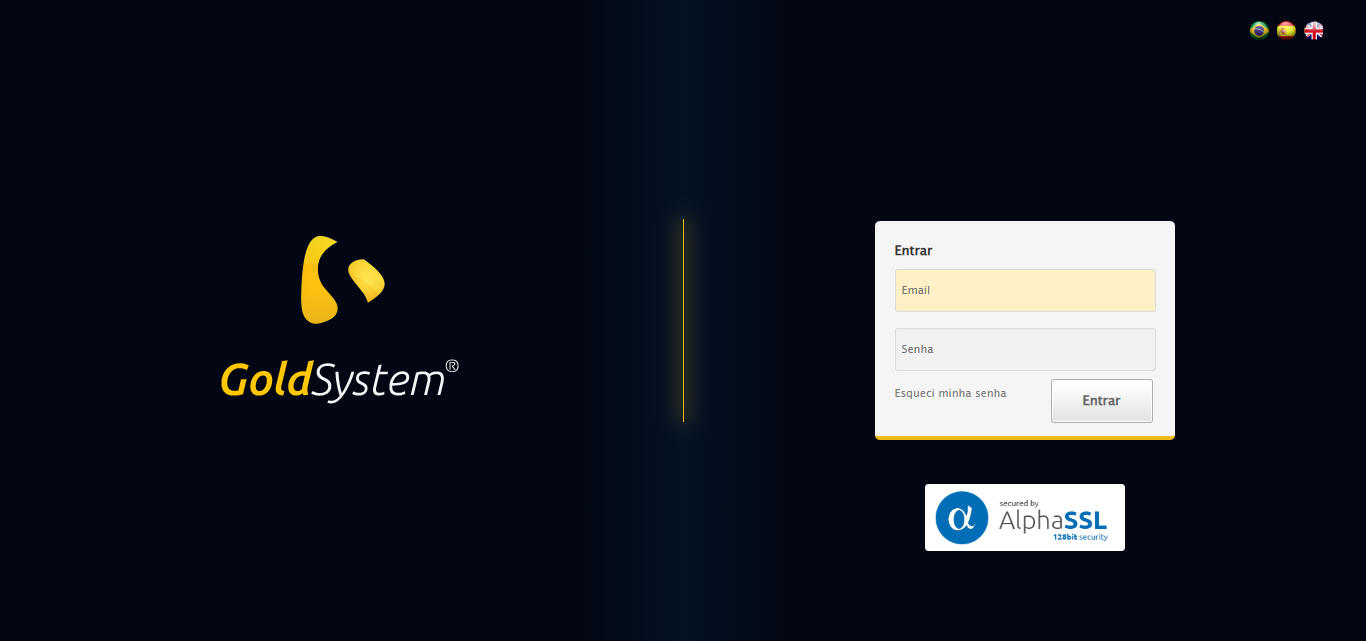 GoldSystem®
Entrar
Email
Senha
Esqueci minha senha
Entrar
secured by
α AlphaSSL
128bit security